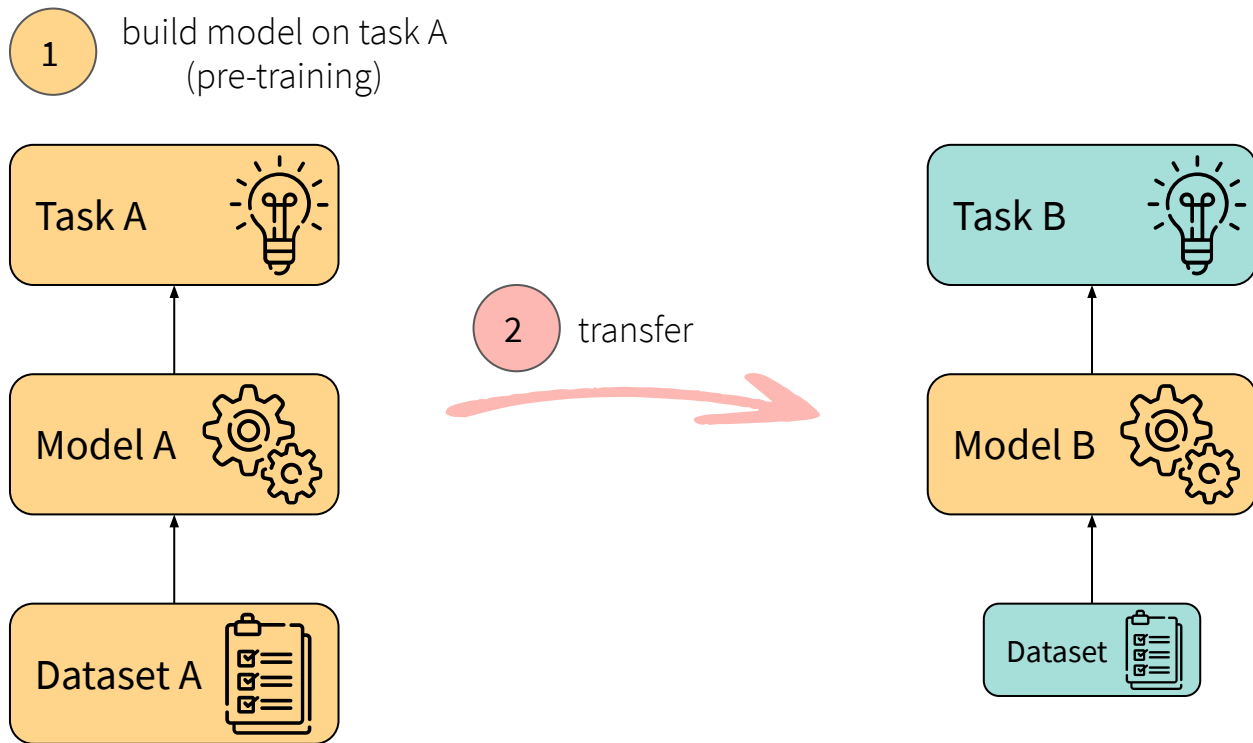 1
build model on task A
(pre-training)
Task A
Task B
2
transfer
Model A
Model B
Dataset A
Dataset